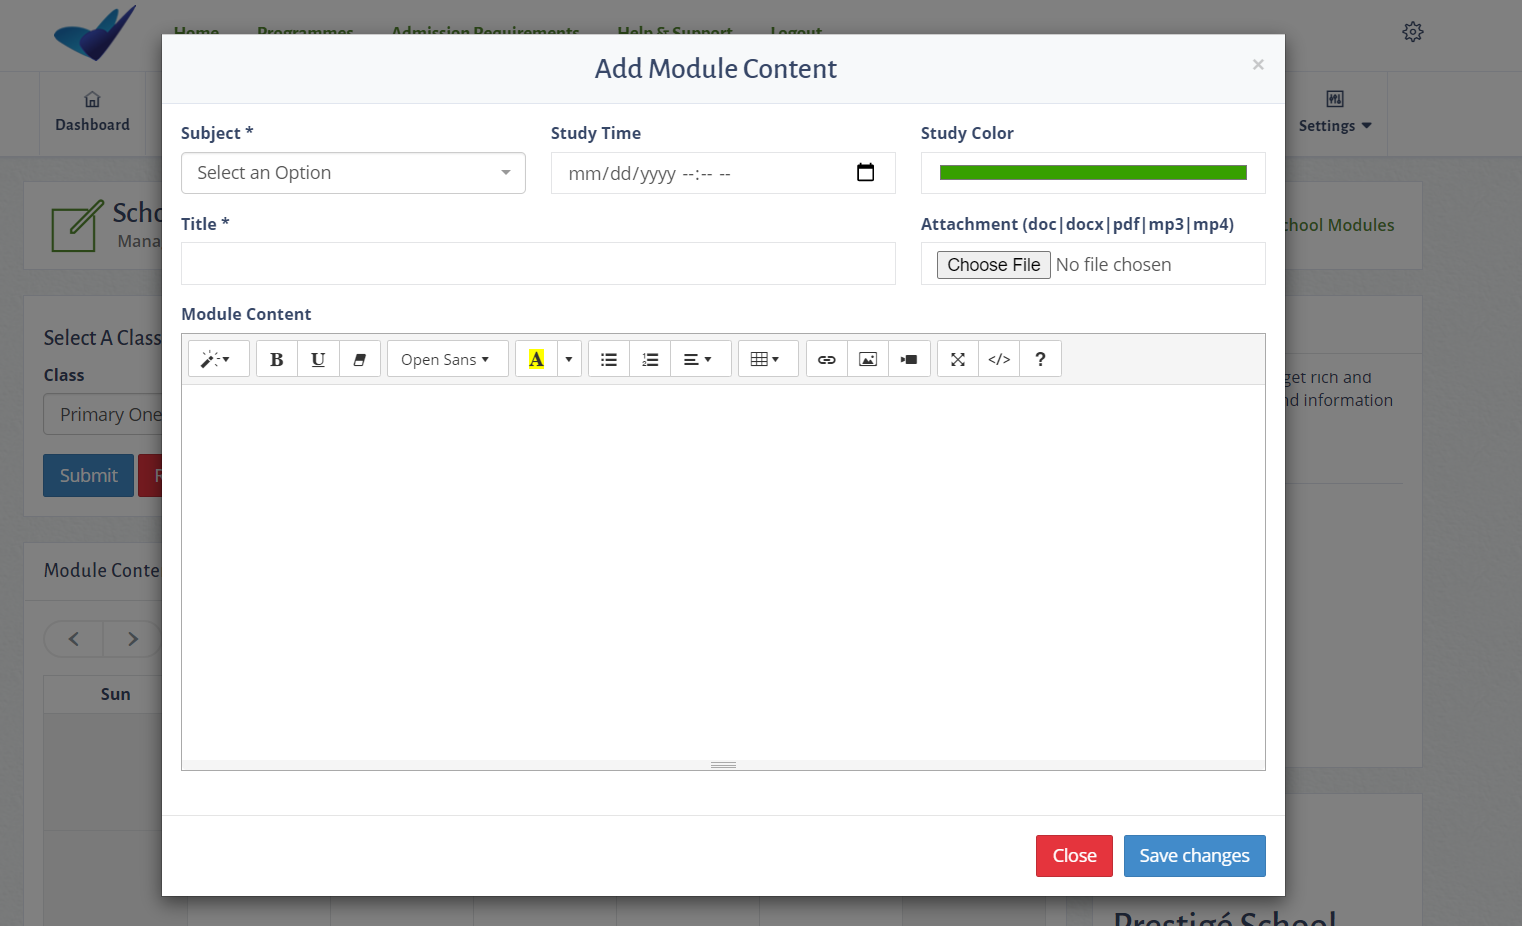 Home Programmes Admission Requirements Help & Support Logout
Add Module Content
×
Dashboard
Settings
Subject *
Study Time
Study Color
Select an Option
mm/dd/yyyy --:-- --
Title *
Attachment (doc|docx|pdf|mp3|mp4)
Choose File No file chosen
Module Content
B U Open Sans A </> ?
Mana
hool Modules
Select A Class
Class
Primary One
Submit
R
get rich and
nd information
Module Conte
Sun
Close
Save changes
Prestigé School